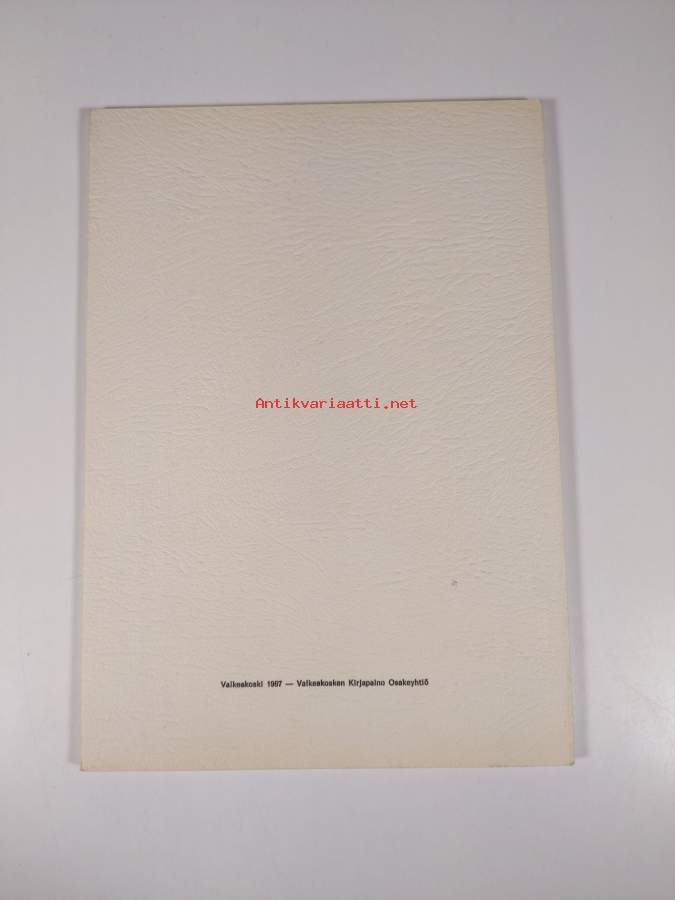 Antikvariaatti.net
Valkeakoski 1967 — Valkeakosken Kirjapaino Osakeyhtiö